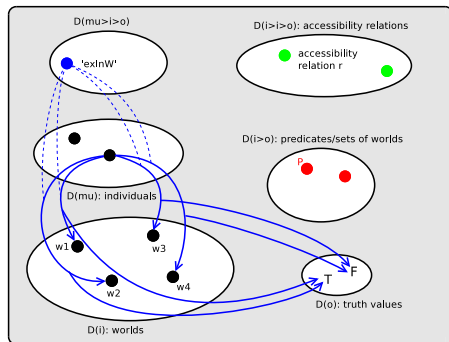 D(mu>i>o)
D(i>i>o): accessibility relations
'exInW'
accessibility
relation r
D(i>o): predicates/sets of worlds
P
D(mu): individuals
w1
w3
w2
w4
T
F
D(o): truth values
D(i): worlds